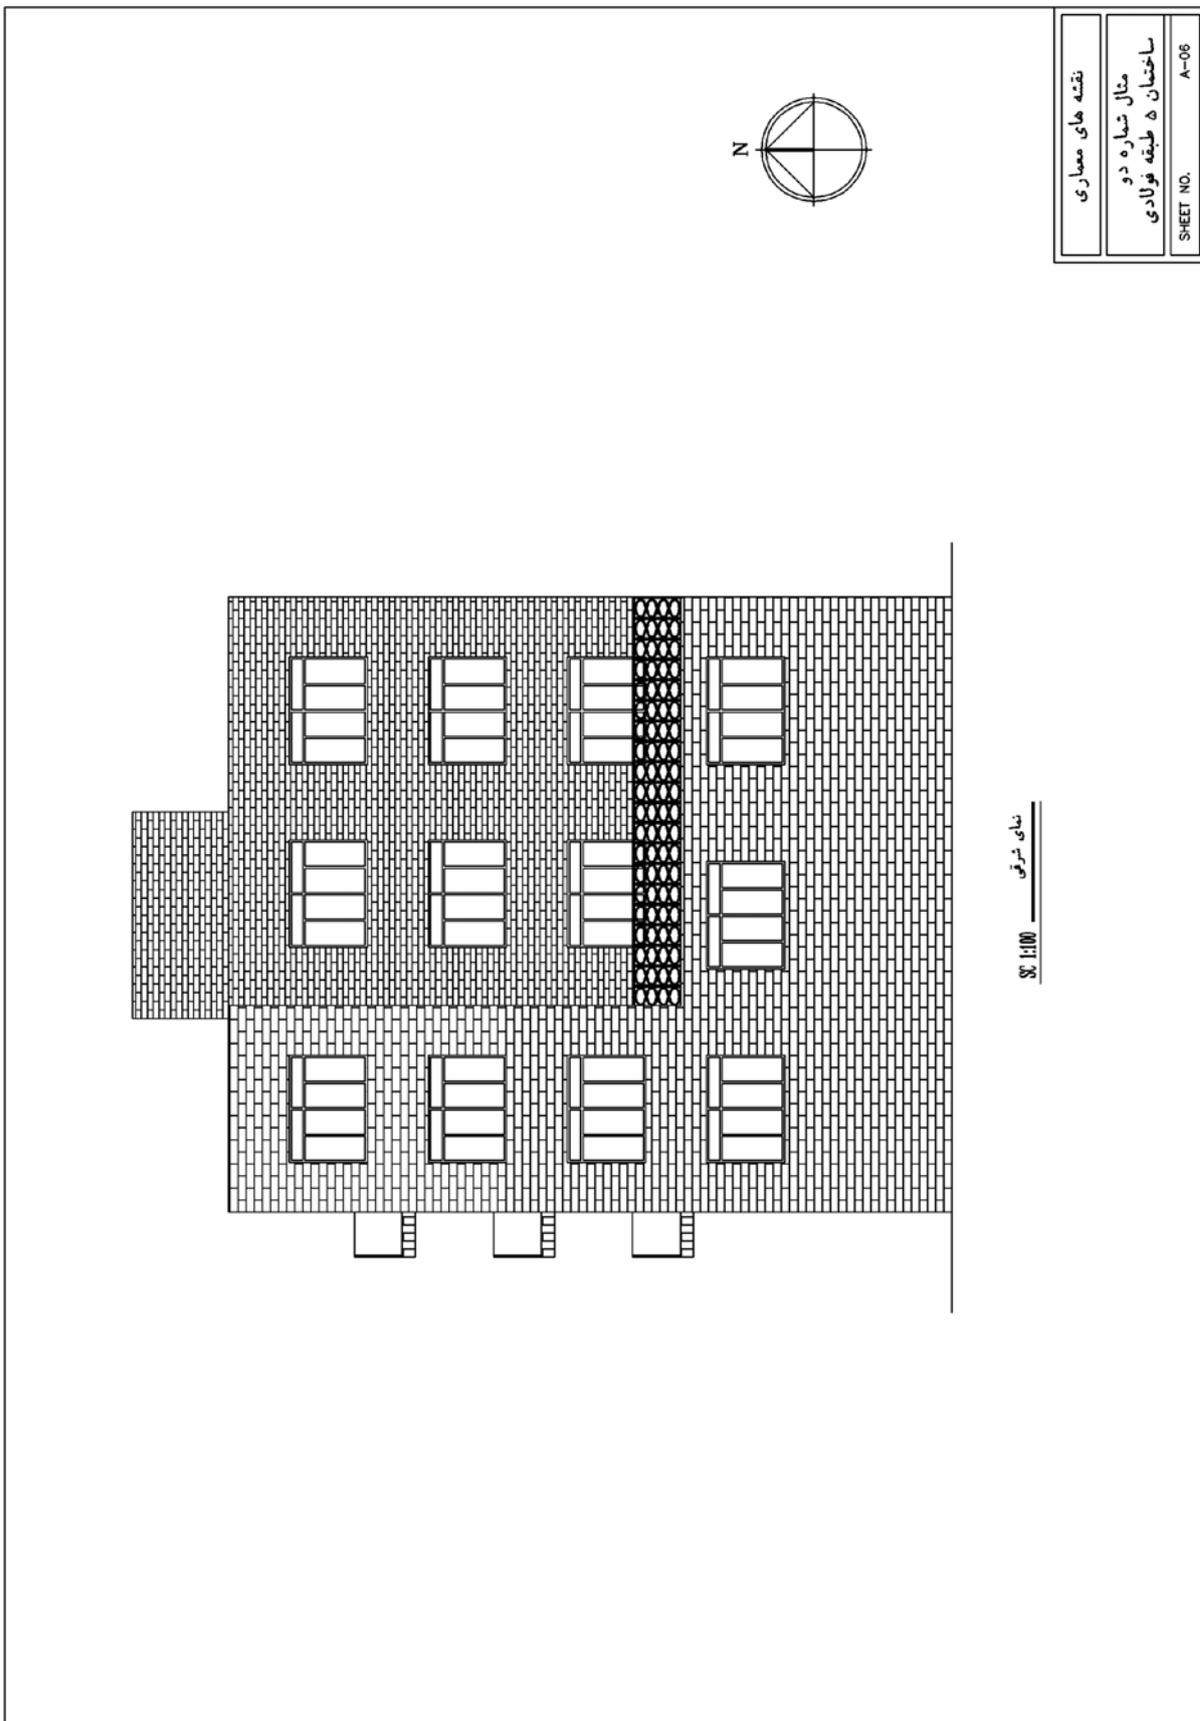 نقشه های معماری
مثال شماره دو
ساختمان ۵ طبقه فولادی
SHEET NO. A-06
N
نمای شرقی
SC 1:100